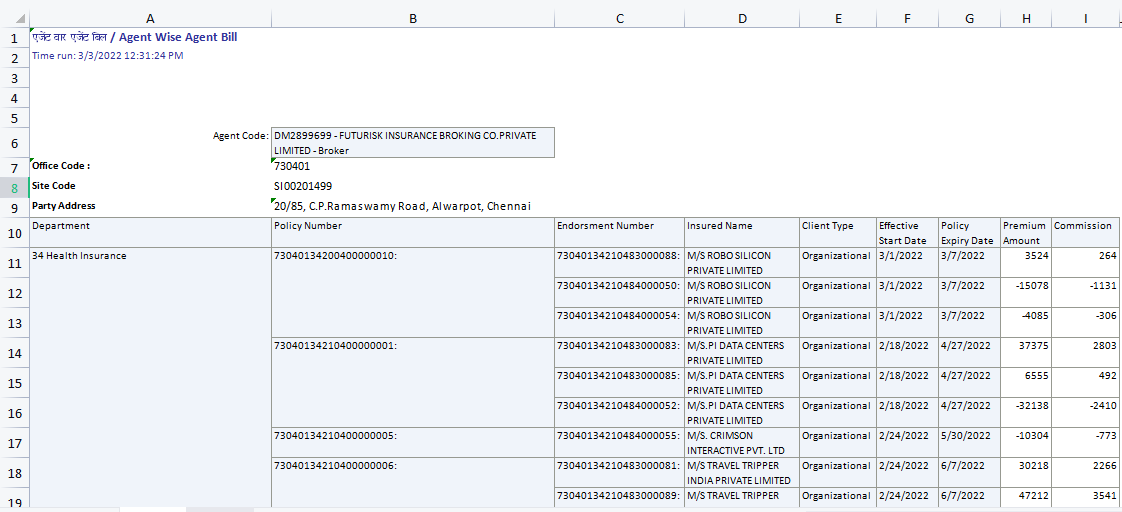 A B C D E F G H I
1 एजेंट वार एजेंट बिल / Agent Wise Agent Bill
2 Time run: 3/3/2022 12:31:24 PM
3
4
5
6 Agent Code: DM2899699 - FUTURISK INSURANCE BROKING CO.PRIVATE
LIMITED - Broker
7 Office Code : 730401
8 Site Code SI00201499
9 Party Address 20/85, C.P.Ramaswamy Road, Alwarpot, Chennai
10 Department Policy Number Endorsment Number Insured Name Client Type Effective Policy Premium Commission
Start Date Expiry Date Amount
11 34 Health Insurance 73040134200400000010: 73040134210483000088: M/S ROBO SILICON Organizational 3/1/2022 3/7/2022 3524 264
PRIVATE LIMITED
12 73040134210484000050: M/S ROBO SILICON Organizational 3/1/2022 3/7/2022 -15078 -1131
PRIVATE LIMITED
13 73040134210484000054: M/S ROBO SILICON Organizational 3/1/2022 3/7/2022 -4085 -306
PRIVATE LIMITED
14 73040134210400000001: 73040134210483000083: M/S.PI DATA CENTERS Organizational 2/18/2022 4/27/2022 37375 2803
PRIVATE LIMITED
15 73040134210483000085: M/S.PI DATA CENTERS Organizational 2/18/2022 4/27/2022 6555 492
PRIVATE LIMITED
16 73040134210484000052: M/S.PI DATA CENTERS Organizational 2/18/2022 4/27/2022 -32138 -2410
PRIVATE LIMITED
17 73040134210400000005: 73040134210484000055: M/S. CRIMSON Organizational 2/24/2022 5/30/2022 -10304 -773
INTERACTIVE PVT. LTD
18 73040134210400000006: 73040134210483000081: M/S TRAVEL TRIPPER Organizational 2/24/2022 6/7/2022 30218 2266
INDIA PRIVATE LIMITED
19 73040134210483000089: M/S TRAVEL TRIPPER Organizational 2/24/2022 6/7/2022 47212 3541